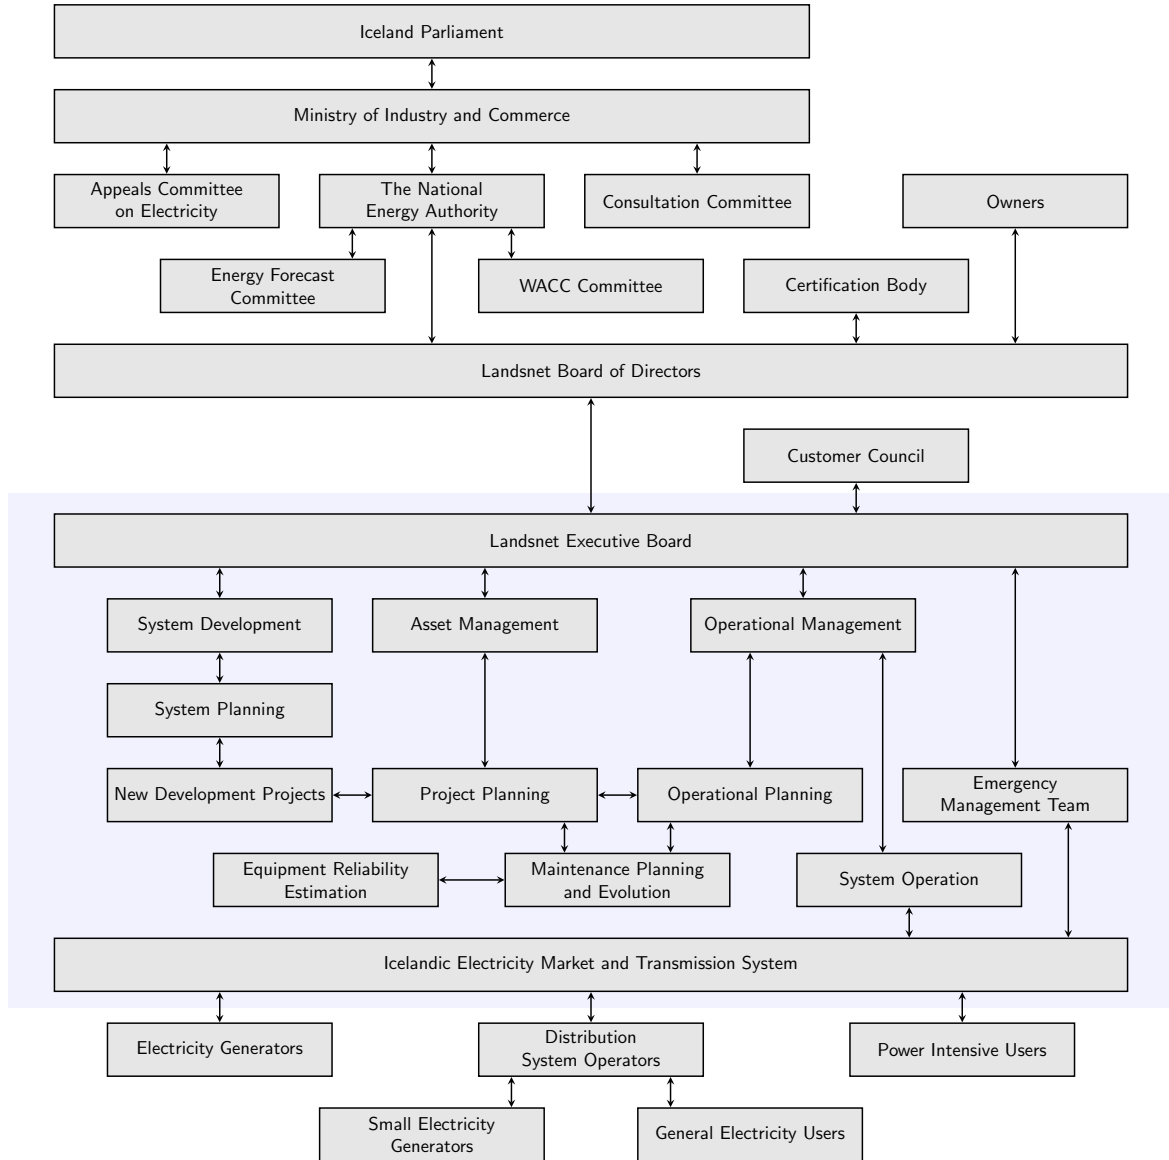 Iceland Parliament
Ministry of Industry and Commerce
Appeals Committee
on Electricity
The National
Energy Authority
Consultation Committee
Owners
Energy Forecast
Committee
WACC Committee
Certification Body
Landsnet Board of Directors
Customer Council
Landsnet Executive Board
System Development
Asset Management
Operational Management
System Planning
New Development Projects
Project Planning
Operational Planning
Emergency
Management Team
Equipment Reliability
Estimation
Maintenance Planning
and Evolution
System Operation
Icelandic Electricity Market and Transmission System
Electricity Generators
Distribution
System Operators
Power Intensive Users
Small Electricity
Generators
General Electricity Users